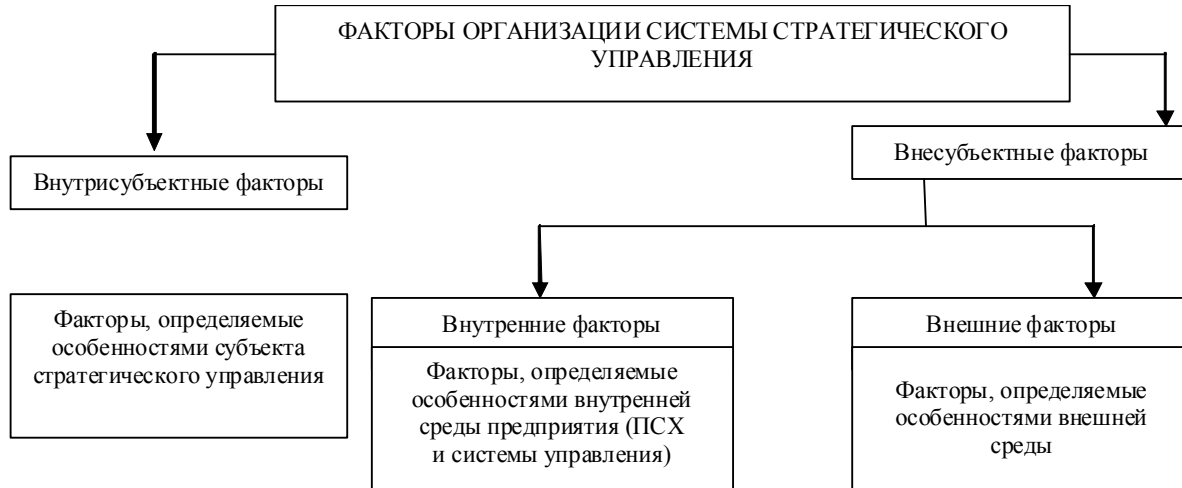 ФАКТОРЫ ОРГАНИЗАЦИИ СИСТЕМЫ СТРАТЕГИЧЕСКОГО
УПРАВЛЕНИЯ
Внутрисубъектные факторы
Внесубъектные факторы
Факторы, определяемые
особенностями субъекта
стратегического управления
Внутренние факторы
Факторы, определяемые
особенностями внутренней
среды предприятия (ПСХ
и системы управления)
Внешние факторы
Факторы, определяемые
особенностями внешней
среды